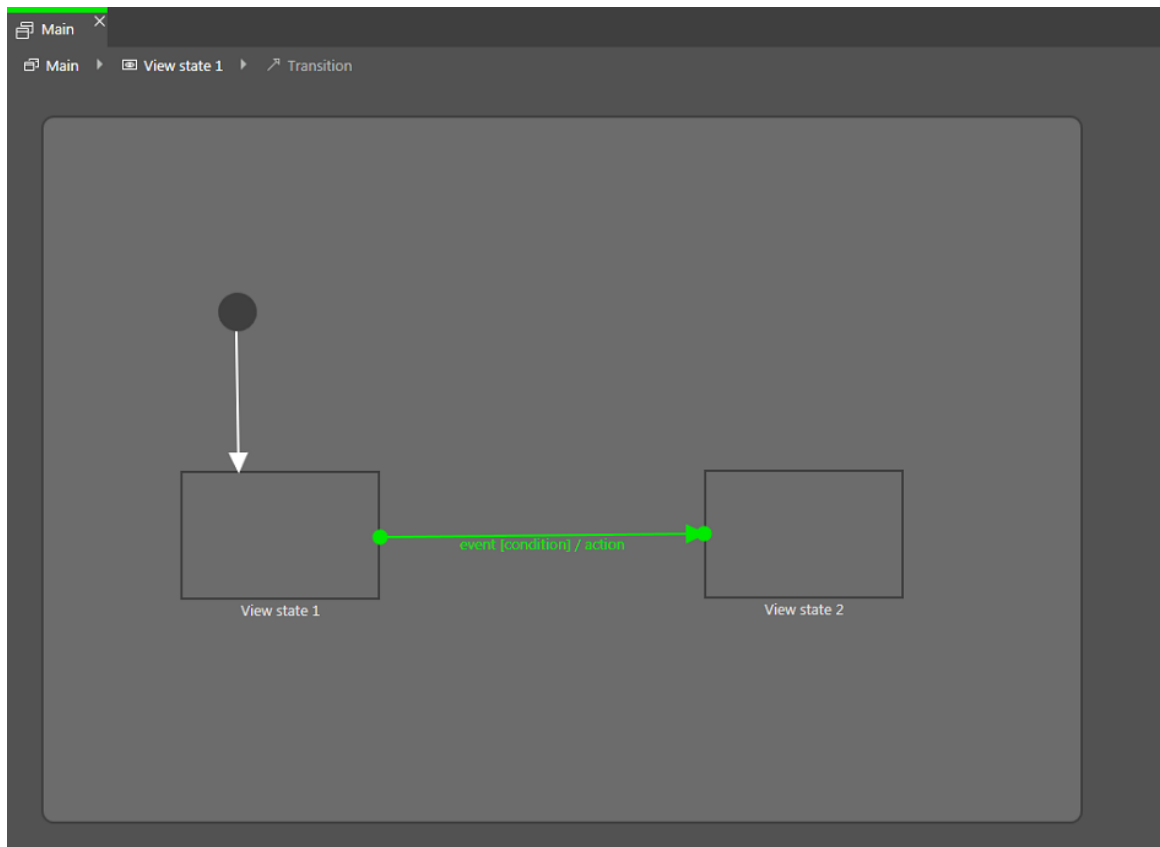 Main
Main View state 1 Transition
event [condition] / action
View state 1
View state 2